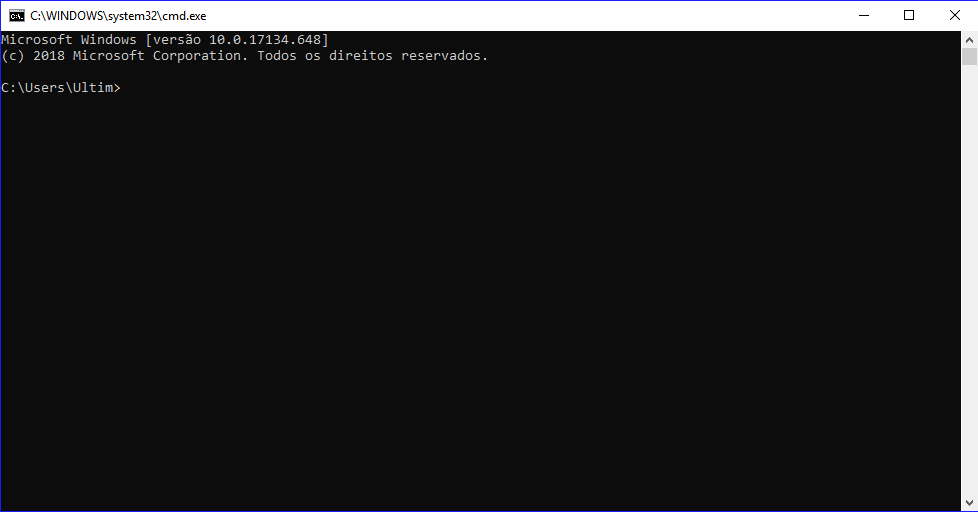 C:\WINDOWS\system32\cmd.exe
Microsoft Windows [versão 10.0.17134.648]
(c) 2018 Microsoft Corporation. Todos os direitos reservados.
C:\Users\Ultim>